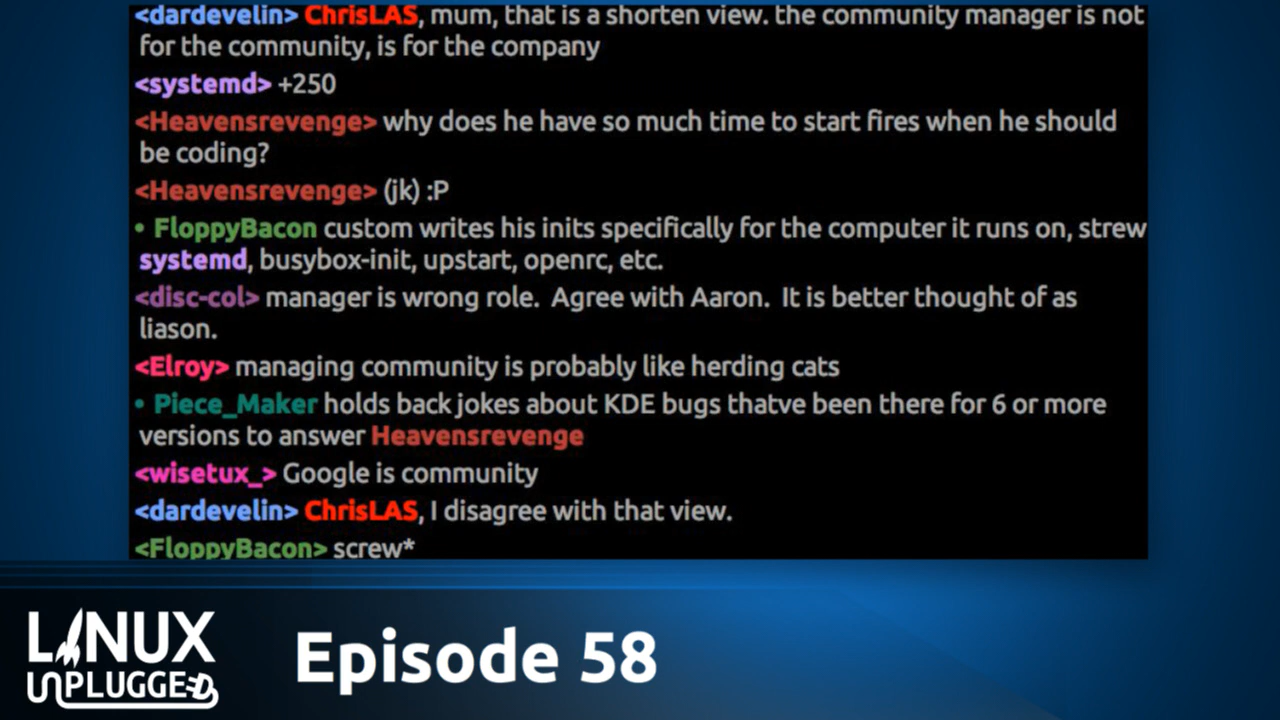 <dardevelin> ChrisLAS, mum, that is a shorten view. the community manager is not
for the community, is for the company
<systemd> +250
<Heavensrevenge> why does he have so much time to start fires when he should
be coding?
<Heavensrevenge> (jk) :P
• FloppyBacon custom writes his inits specifically for the computer it runs on, strew
systemd, busybox-init, upstart, openrc, etc.
<disc-col> manager is wrong role. Agree with Aaron. It is better thought of as
liason.
<Elroy> managing community is probably like herding cats
• Piece_Maker holds back jokes about KDE bugs thatve been there for 6 or more
versions to answer Heavensrevenge
<wisetux_> Google is community
<dardevelin> ChrisLAS, I disagree with that view.
<FloppyBacon> screw*
LINUX
UNPLUGGED
Episode 58